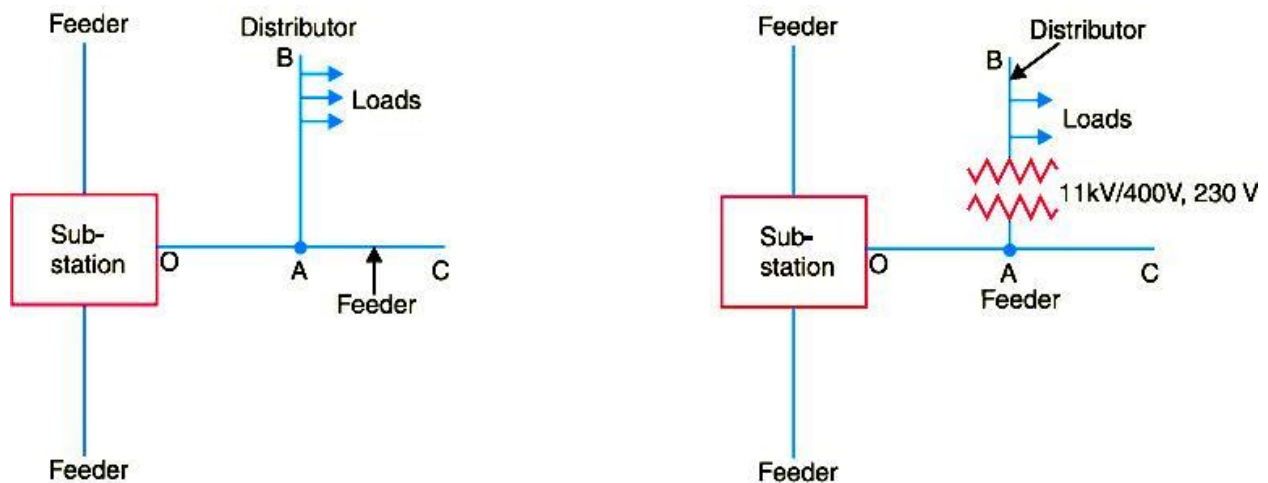 Feeder
Distributor
B
Loads
Sub-
station
O
A
C
Feeder
Feeder
Feeder
Distributor
B
Loads
11kV/400V, 230 V
Sub-
station
O
A
C
Feeder
Feeder